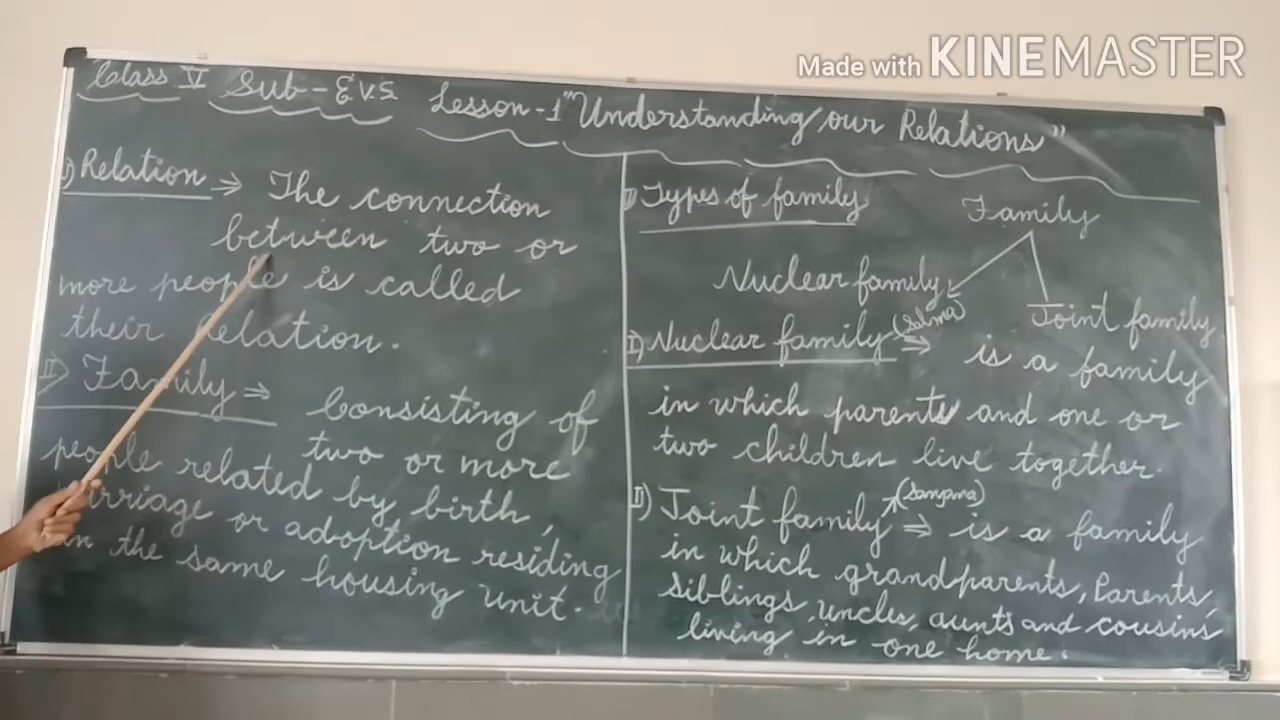 Made with KINEMASTER
Class V Sub-E.V.S Lesson-1 "Understanding our Relations"
I) Relation ⇒ The connection
between two or
more people is called
their Relation.
II) Family ⇒ Consisting of
two or more
people related by birth,
marriage or adoption residing
in the same housing unit.
III) Types of family
Family
Nuclear family
Joint family
I) Nuclear family (Salma) ⇒ is a family
in which parents and one or
two children live together.
II) Joint family (Sanjana) ⇒ is a family
in which grandparents, Parents,
siblings, uncles, aunts and cousins
living in one home.